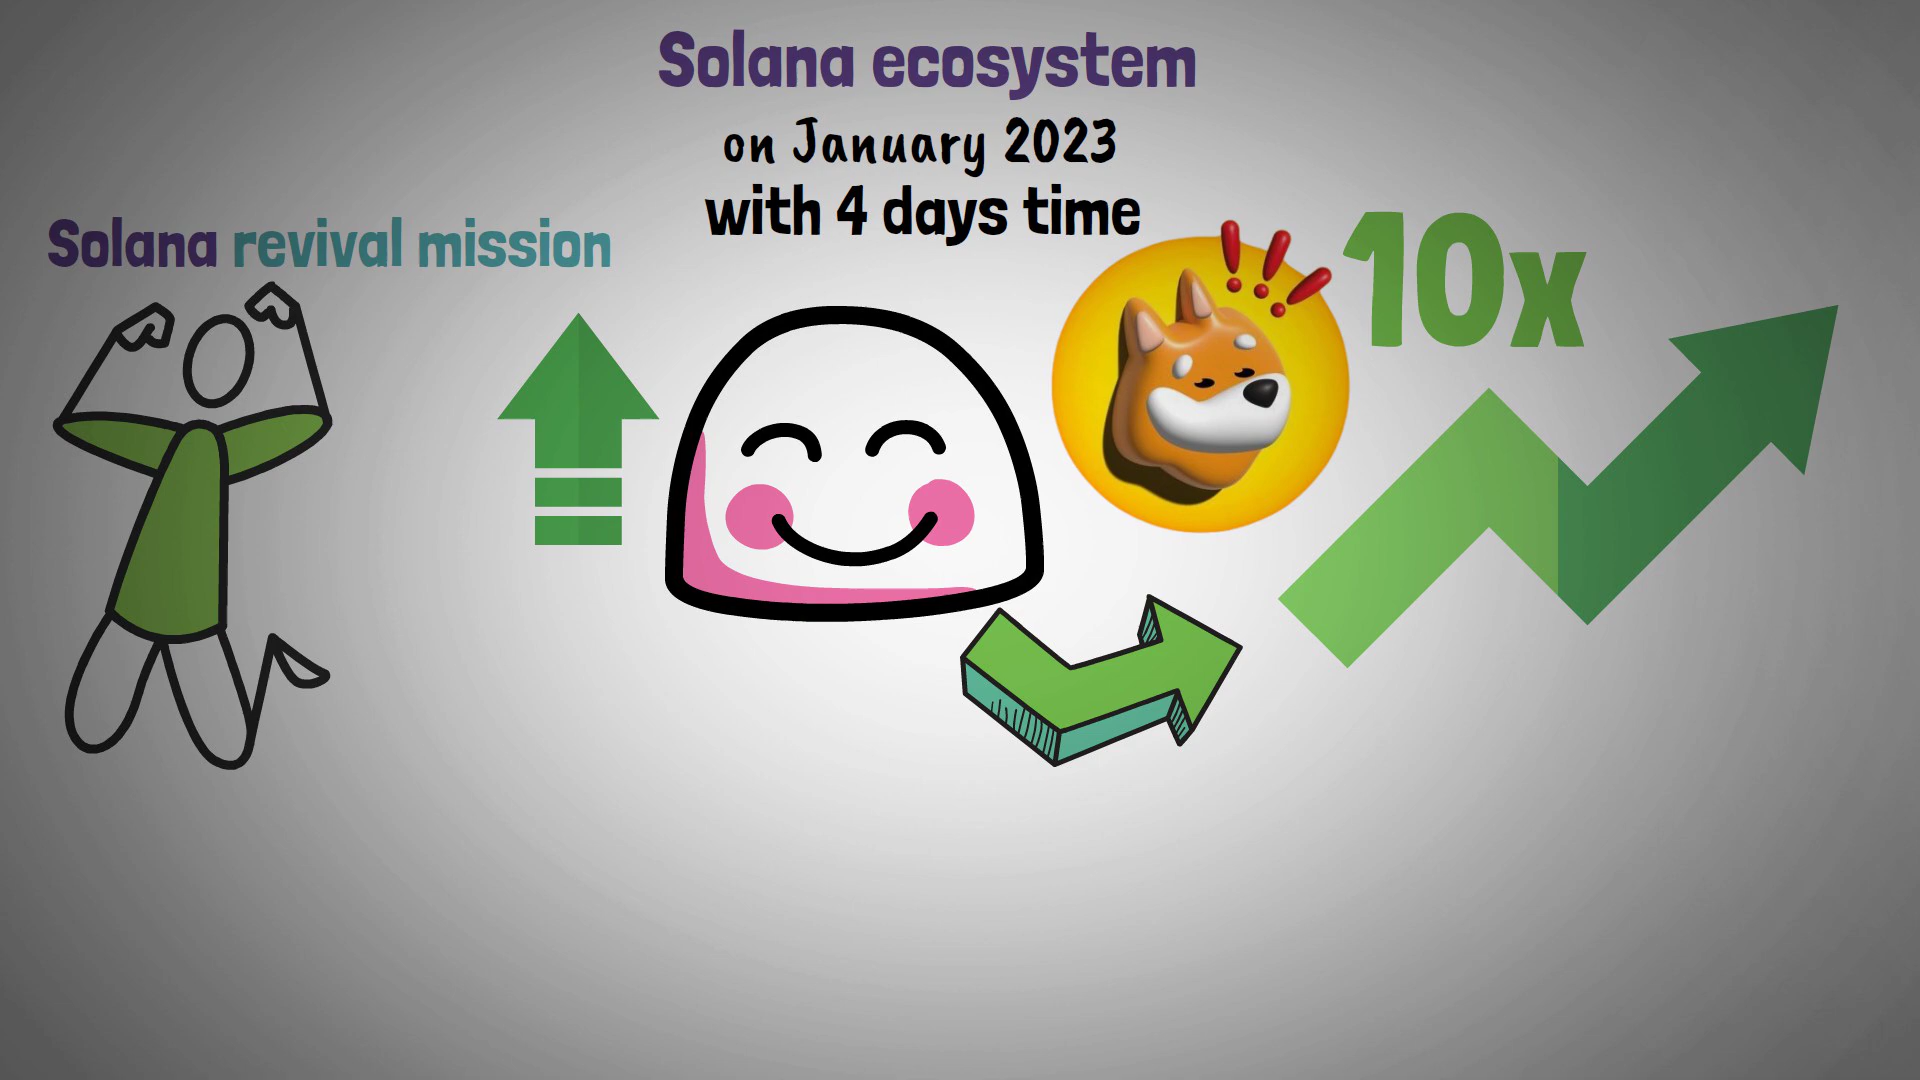 Solana ecosystem
on January 2023
with 4 days time
Solana revival mission
10x